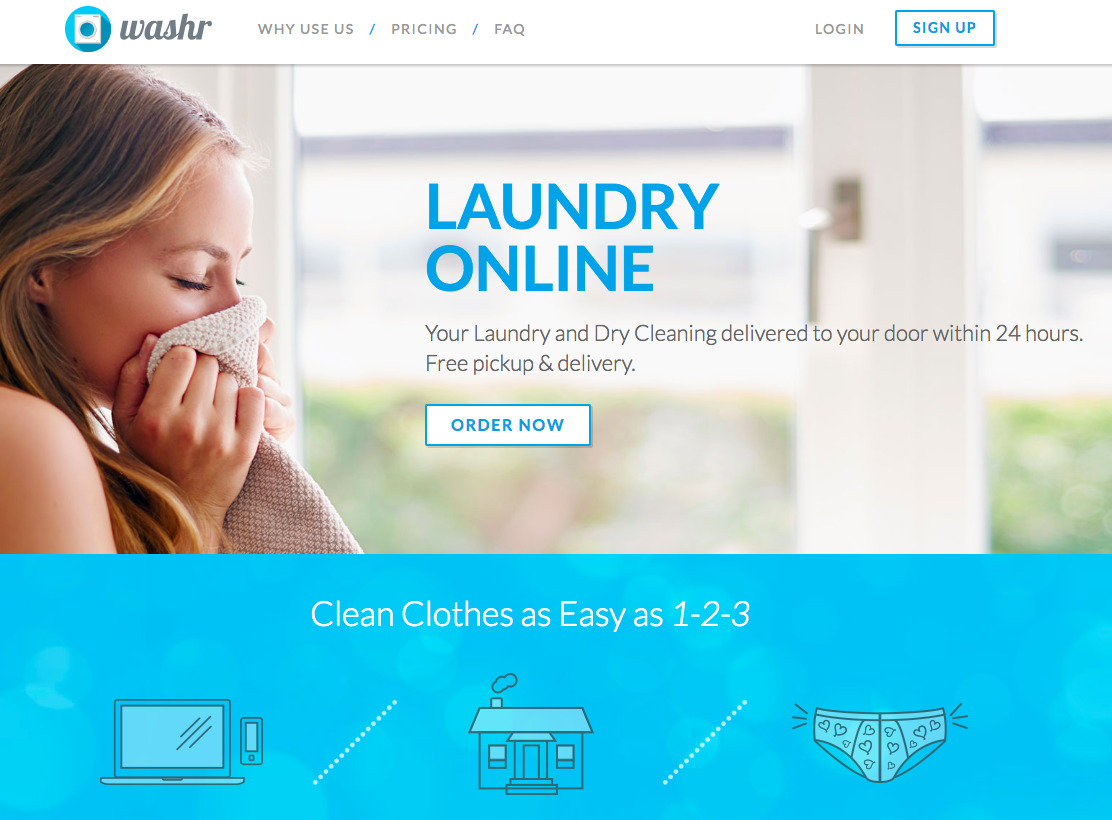 washr
WHY USE US / PRICING / FAQ
LOGIN
SIGN UP
LAUNDRY
ONLINE
Your Laundry and Dry Cleaning delivered to your door within 24 hours.
Free pickup & delivery.
ORDER NOW
Clean Clothes as Easy as 1-2-3